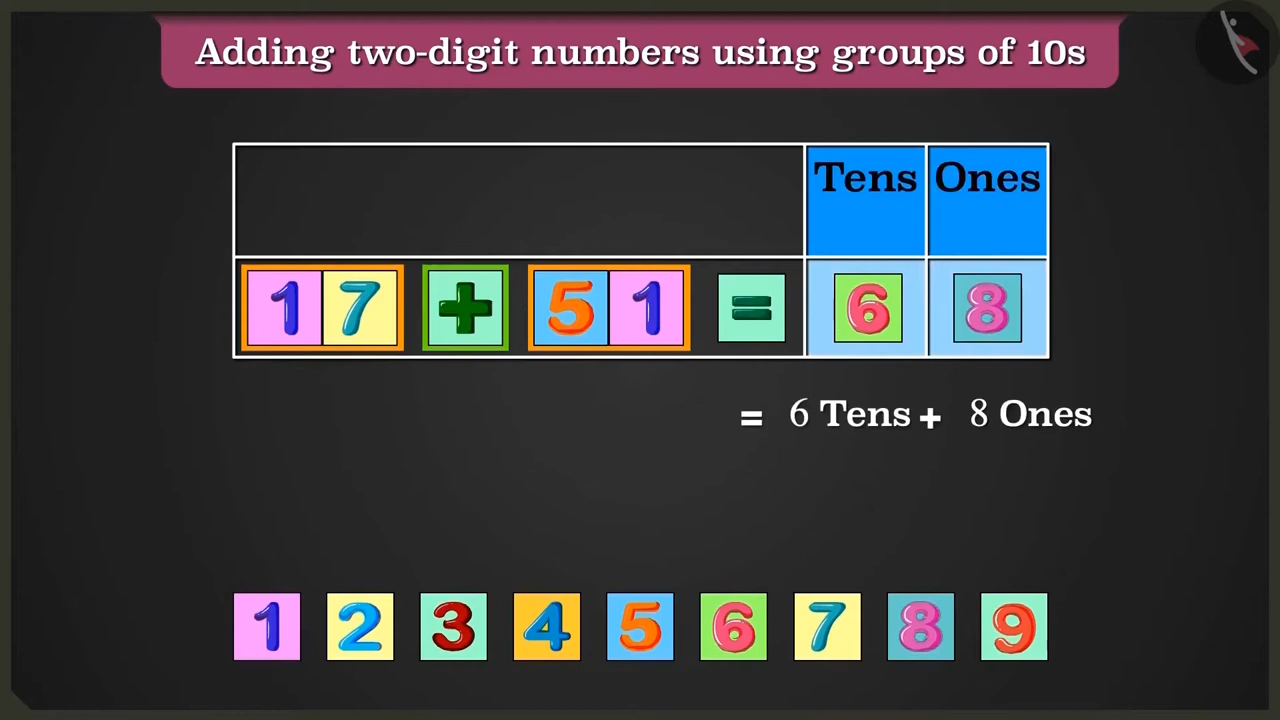 Adding two-digit numbers using groups of 10s
Tens Ones
17 + 51 = 6 8
= 6 Tens + 8 Ones
1 2 3 4 5 6 7 8 9